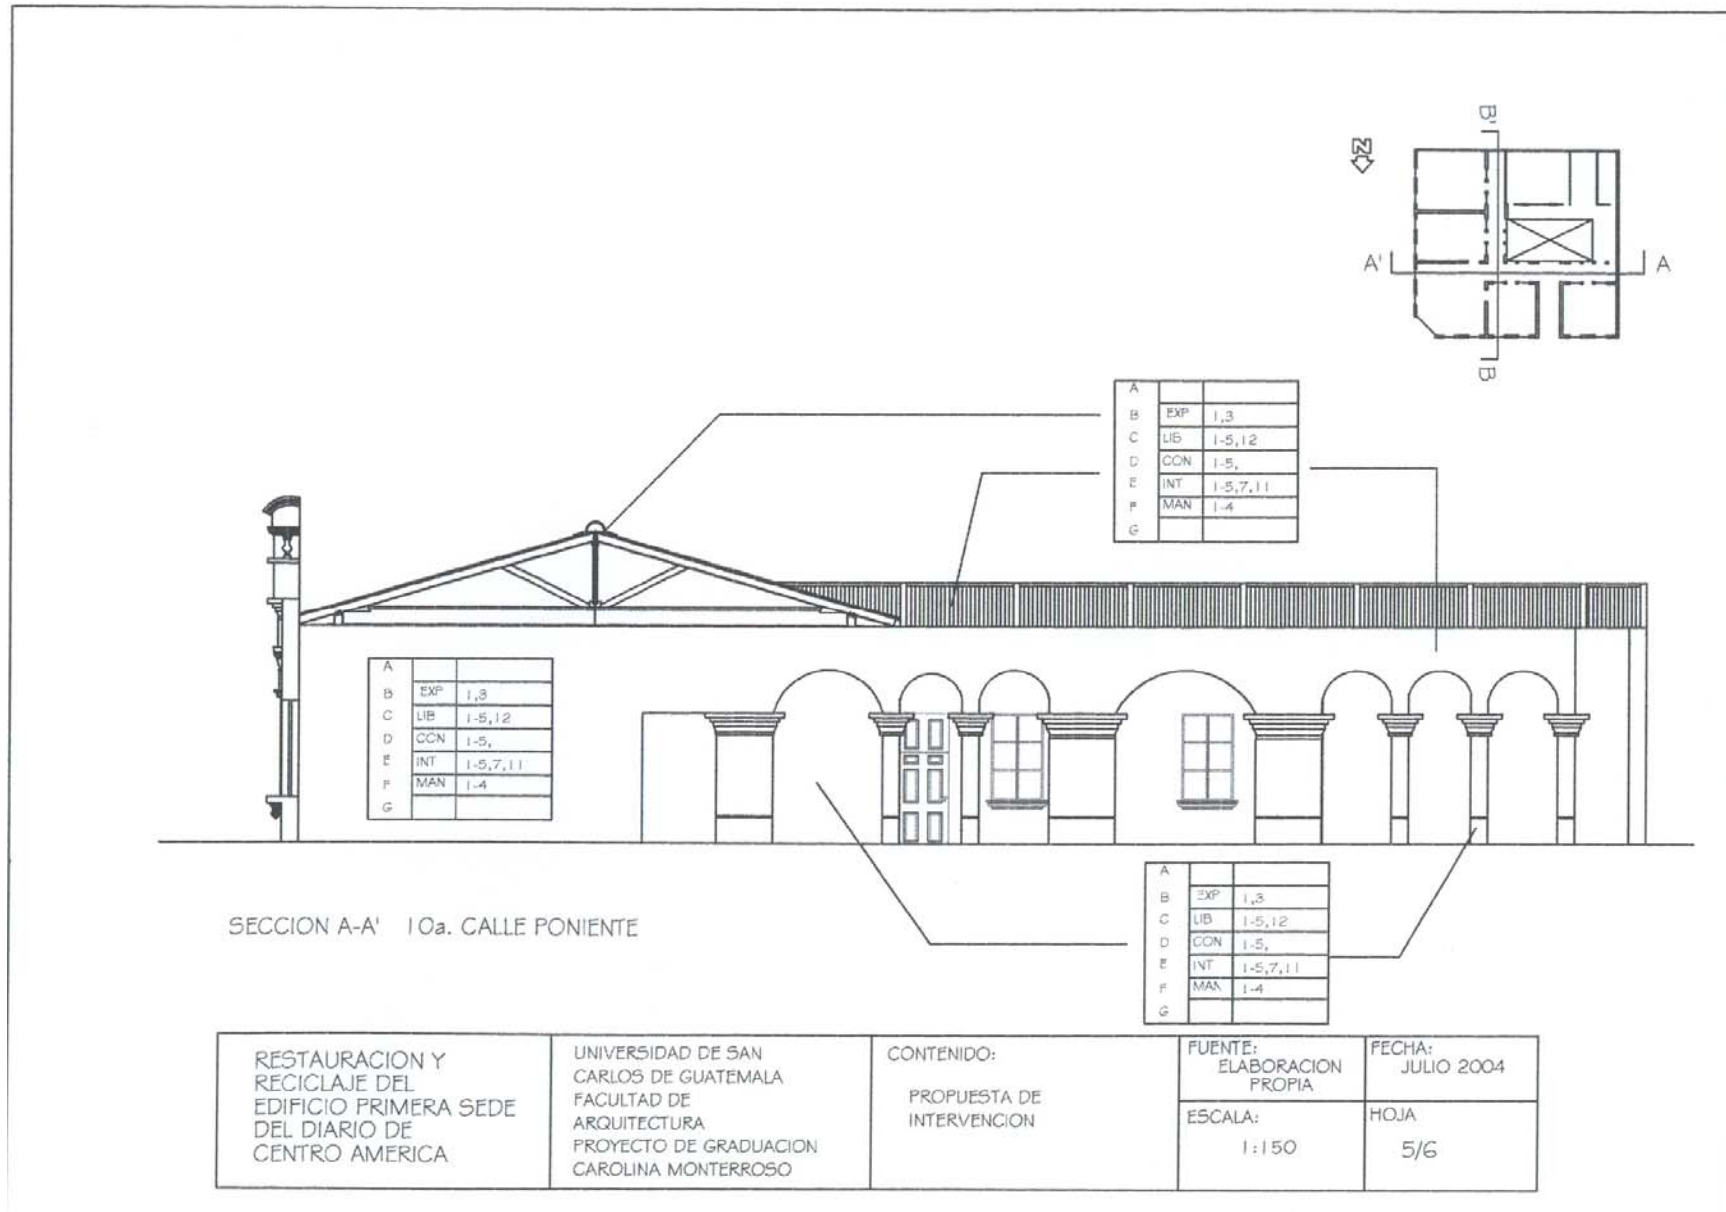 B'
N
A'
A
B
A
B EXP 1,3
C LIB 1-5,12
D CON 1-5,
E INT 1-5,7,11
F MAN 1-4
G
A
B EXP 1,3
C LIB 1-5,12
D CON 1-5,
E INT 1-5,7,11
F MAN 1-4
G
A
B EXP 1,3
C LIB 1-5,12
D CON 1-5,
E INT 1-5,7,11
F MAN 1-4
G
SECCION A-A' 10a. CALLE PONIENTE
RESTAURACION Y
RECICLAJE DEL
EDIFICIO PRIMERA SEDE
DEL DIARIO DE
CENTRO AMERICA
UNIVERSIDAD DE SAN
CARLOS DE GUATEMALA
FACULTAD DE
ARQUITECTURA
PROYECTO DE GRADUACION
CAROLINA MONTERROSO
CONTENIDO:
PROPUESTA DE
INTERVENCION
FUENTE:
ELABORACION
PROPIA
FECHA:
JULIO 2004
ESCALA:
1:150
HOJA
5/6